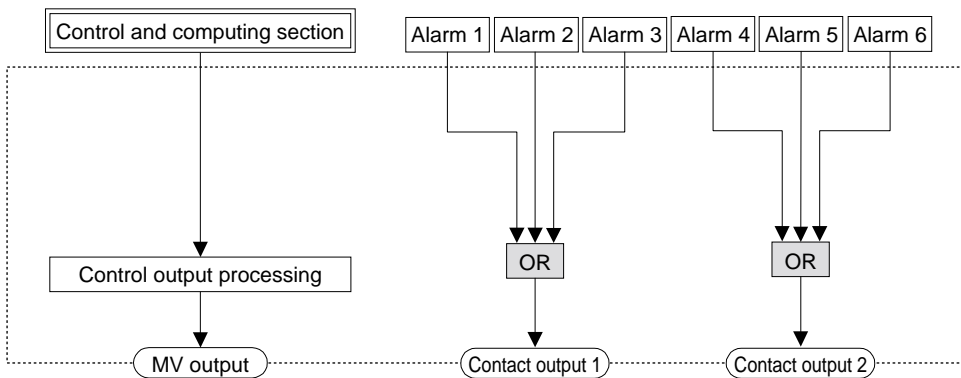 Control and computing section
Alarm 1
Alarm 2
Alarm 3
Alarm 4
Alarm 5
Alarm 6
OR
OR
Control output processing
MV output
Contact output 1
Contact output 2